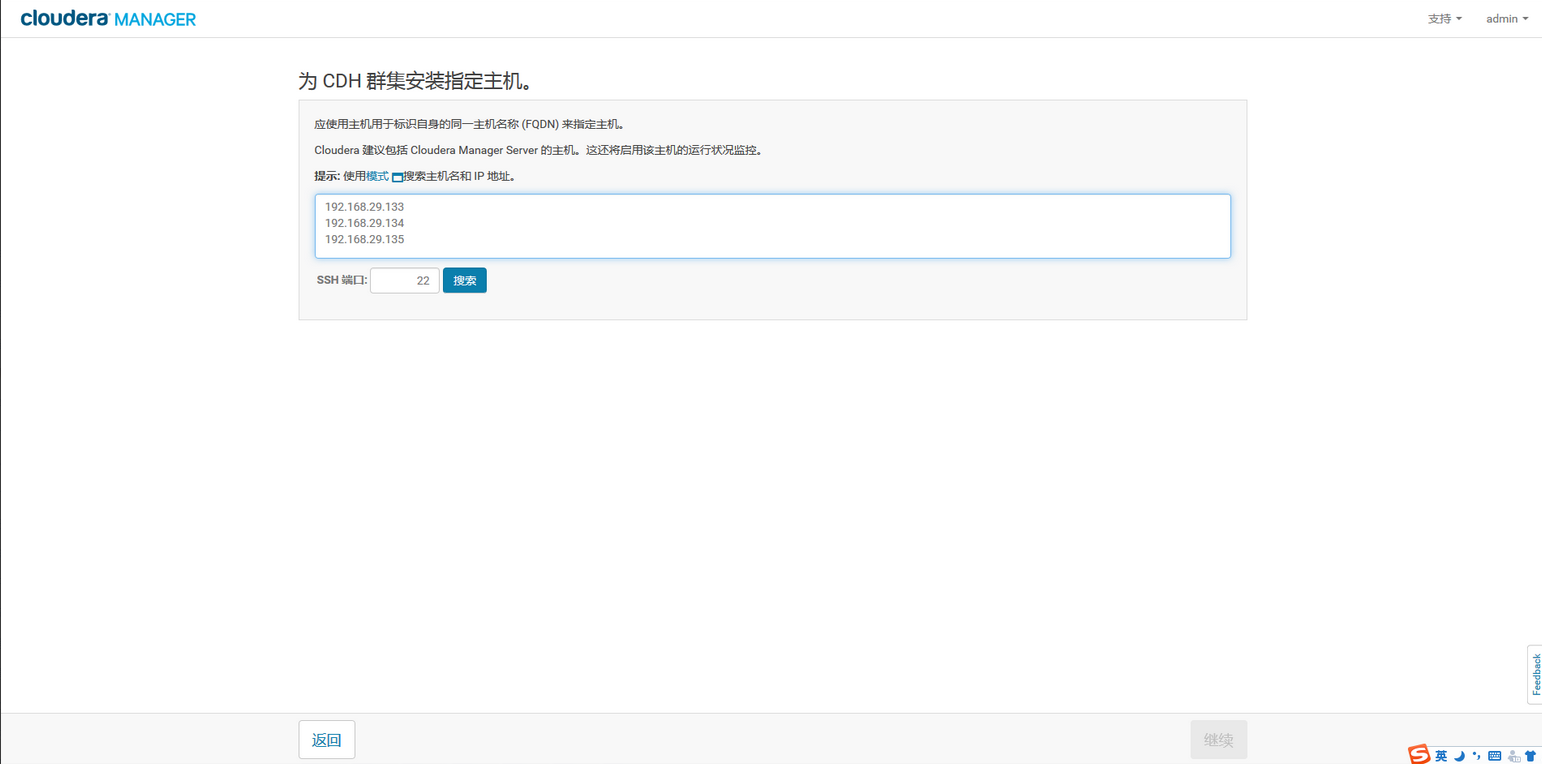 cloudera MANAGER
支持 admin
为 CDH 群集安装指定主机。
应使用主机用于标识自身的同一主机名称 (FQDN) 来指定主机。
Cloudera 建议包括 Cloudera Manager Server 的主机。这还将启用该主机的运行状况监控。
提示: 使用模式 搜索主机名和 IP 地址。
192.168.29.133
192.168.29.134
192.168.29.135
SSH 端口: 22 搜索
Feedback
返回 继续
S 英